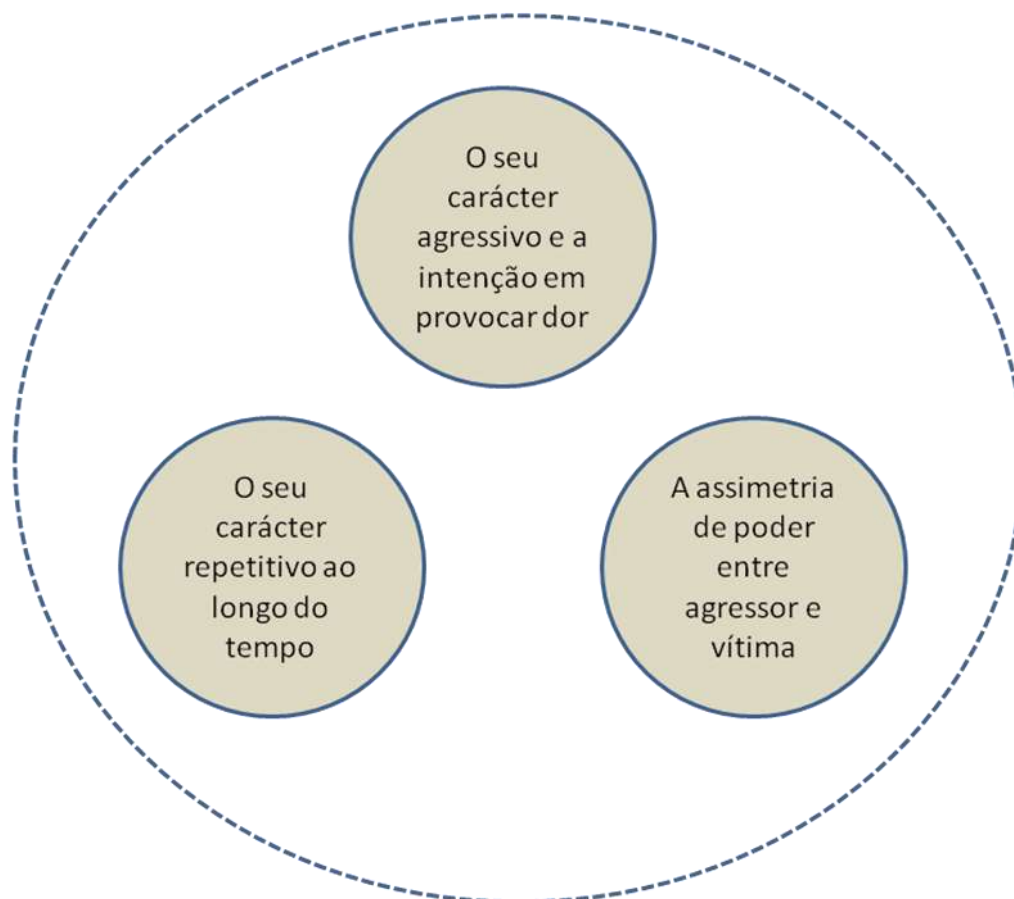 O seu
carácter
agressivo e a
intenção em
provocar dor
O seu
carácter
repetitivo ao
longo do
tempo
A assimetria
de poder
entre
agressor e
vítima